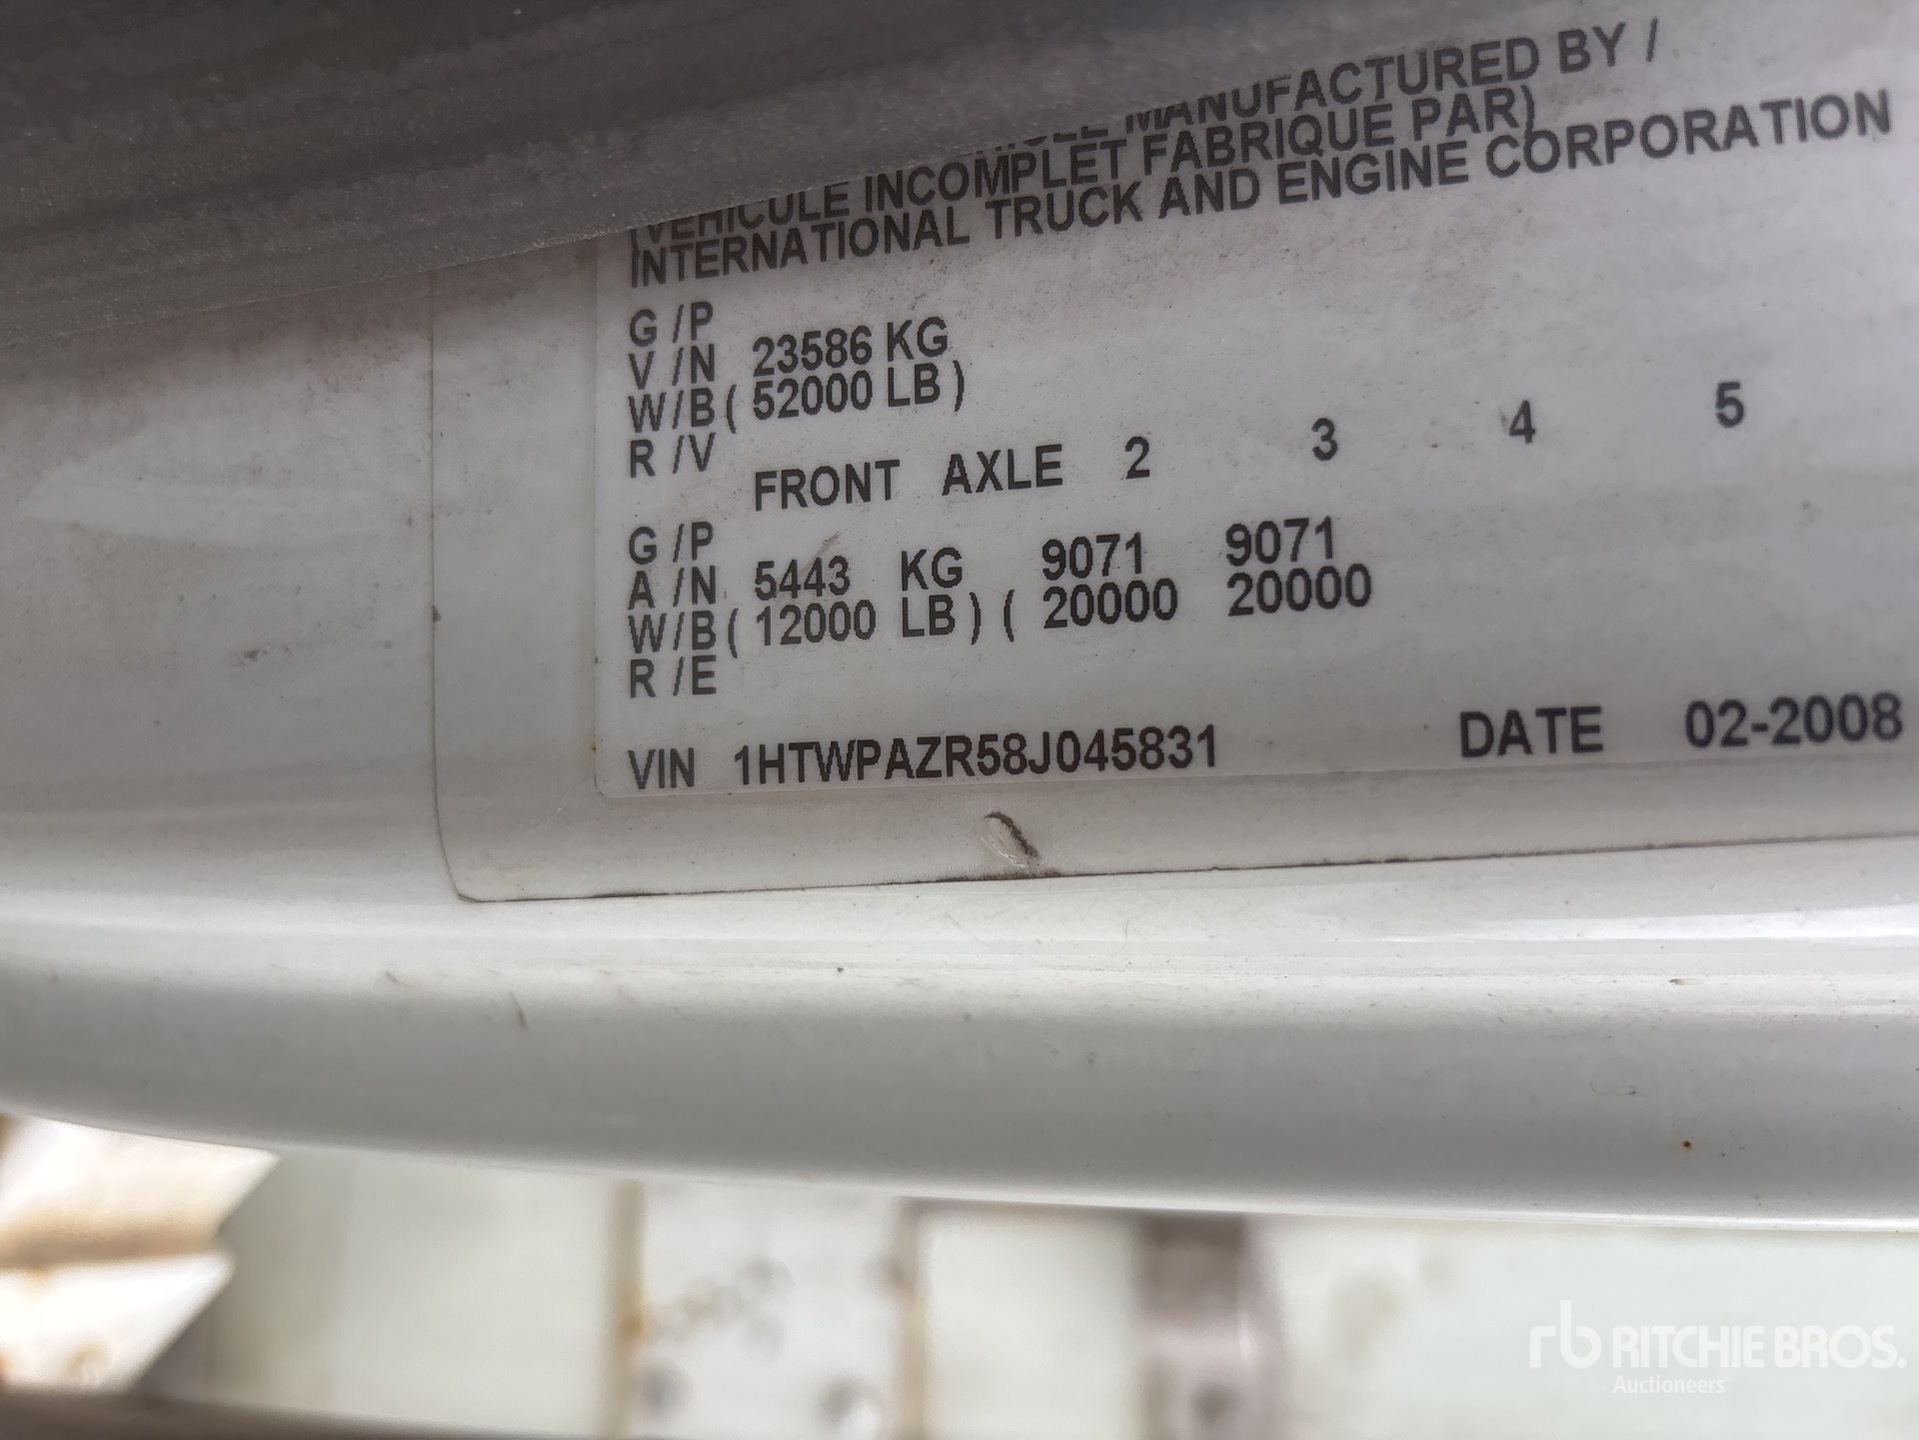 MANUFACTURED BY /
(VEHICULE INCOMPLET FABRIQUE PAR)
INTERNATIONAL TRUCK AND ENGINE CORPORATION
G /P
V /N 23586 KG
W/B ( 52000 LB )
R /V
FRONT AXLE 2 3 4 5
G /P
A /N 5443 KG 9071 9071
W/B ( 12000 LB ) ( 20000 20000
R /E
VIN 1HTWPAZR58J045831 DATE 02-2008
rb RITCHIE BROS.
Auctioneers